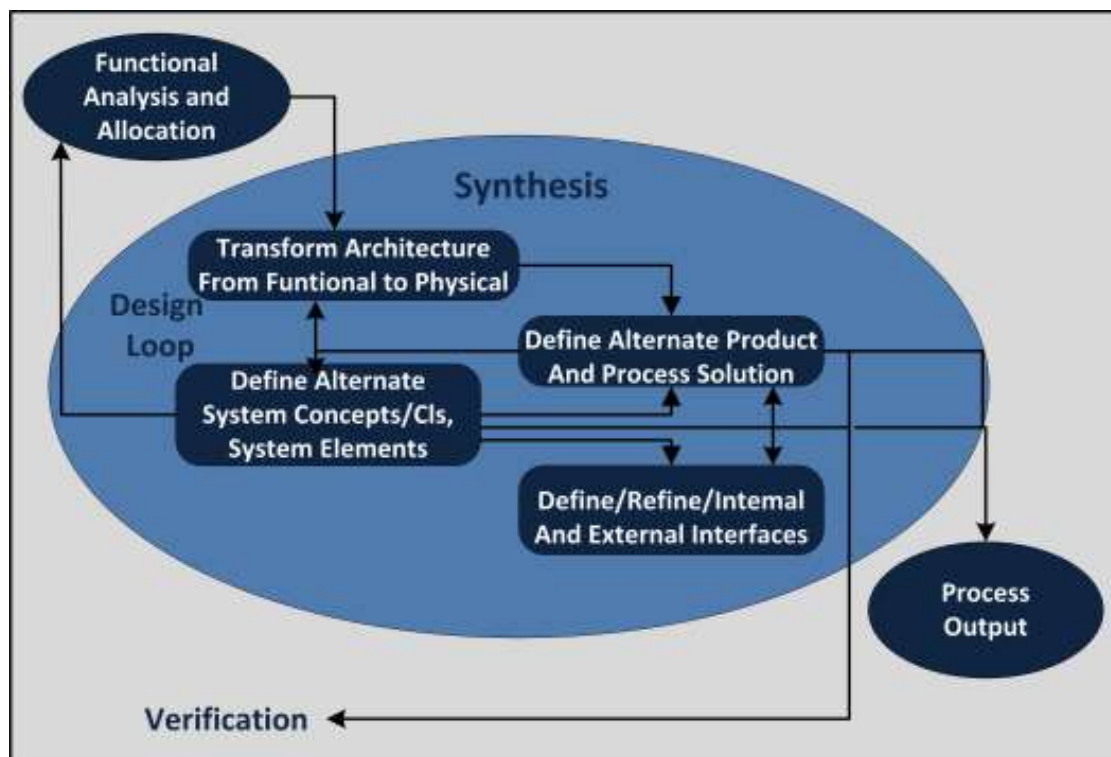 Functional
Analysis and
Allocation
Synthesis
Transform Architecture
From Funtional to Physical
Design
Loop
Define Alternate Product
And Process Solution
Define Alternate
System Concepts/CIs,
System Elements
Define/Refine/Intemal
And External Interfaces
Process
Output
Verification